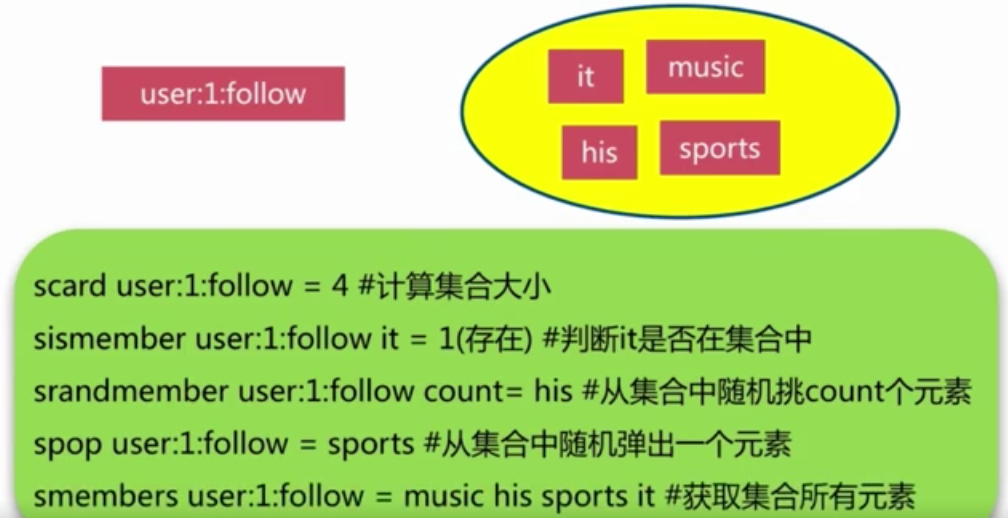 user:1:follow
it
music
his
sports
scard user:1:follow = 4 #计算集合大小
sismember user:1:follow it = 1(存在) #判断it是否在集合中
srandmember user:1:follow count= his #从集合中随机挑count个元素
spop user:1:follow = sports #从集合中随机弹出一个元素
smembers user:1:follow = music his sports it #获取集合所有元素